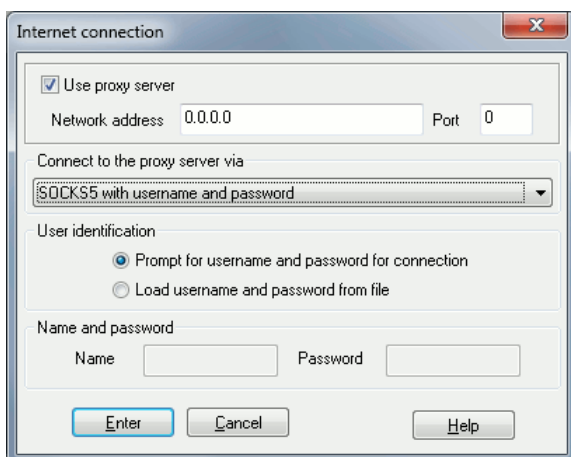 Internet connection
Use proxy server
Network address 0.0.0.0 Port 0
Connect to the proxy server via
SOCKS5 with username and password
User identification
Prompt for username and password for connection
Load username and password from file
Name and password
Name Password
Enter Cancel Help